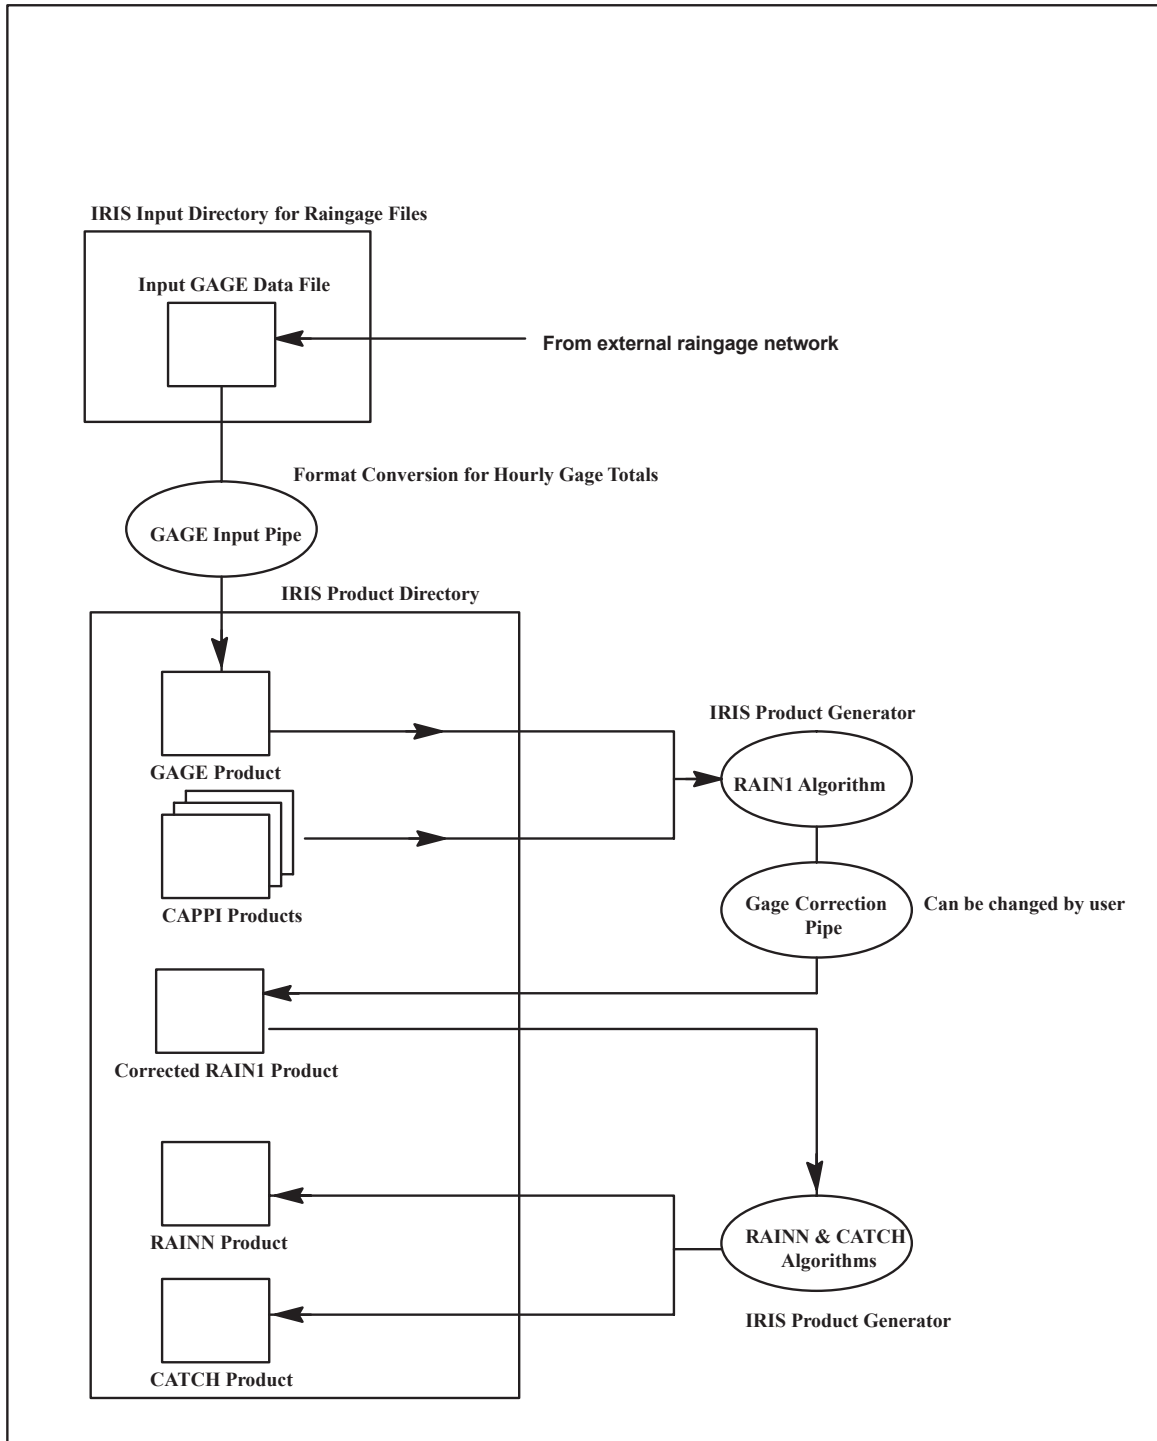 IRIS Input Directory for Raingage Files
Input GAGE Data File
From external raingage network
Format Conversion for Hourly Gage Totals
GAGE Input Pipe
IRIS Product Directory
IRIS Product Generator
GAGE Product
RAIN1 Algorithm
CAPPI Products
Gage Correction
Pipe
Can be changed by user
Corrected RAIN1 Product
RAINN Product
RAINN & CATCH
Algorithms
IRIS Product Generator
CATCH Product